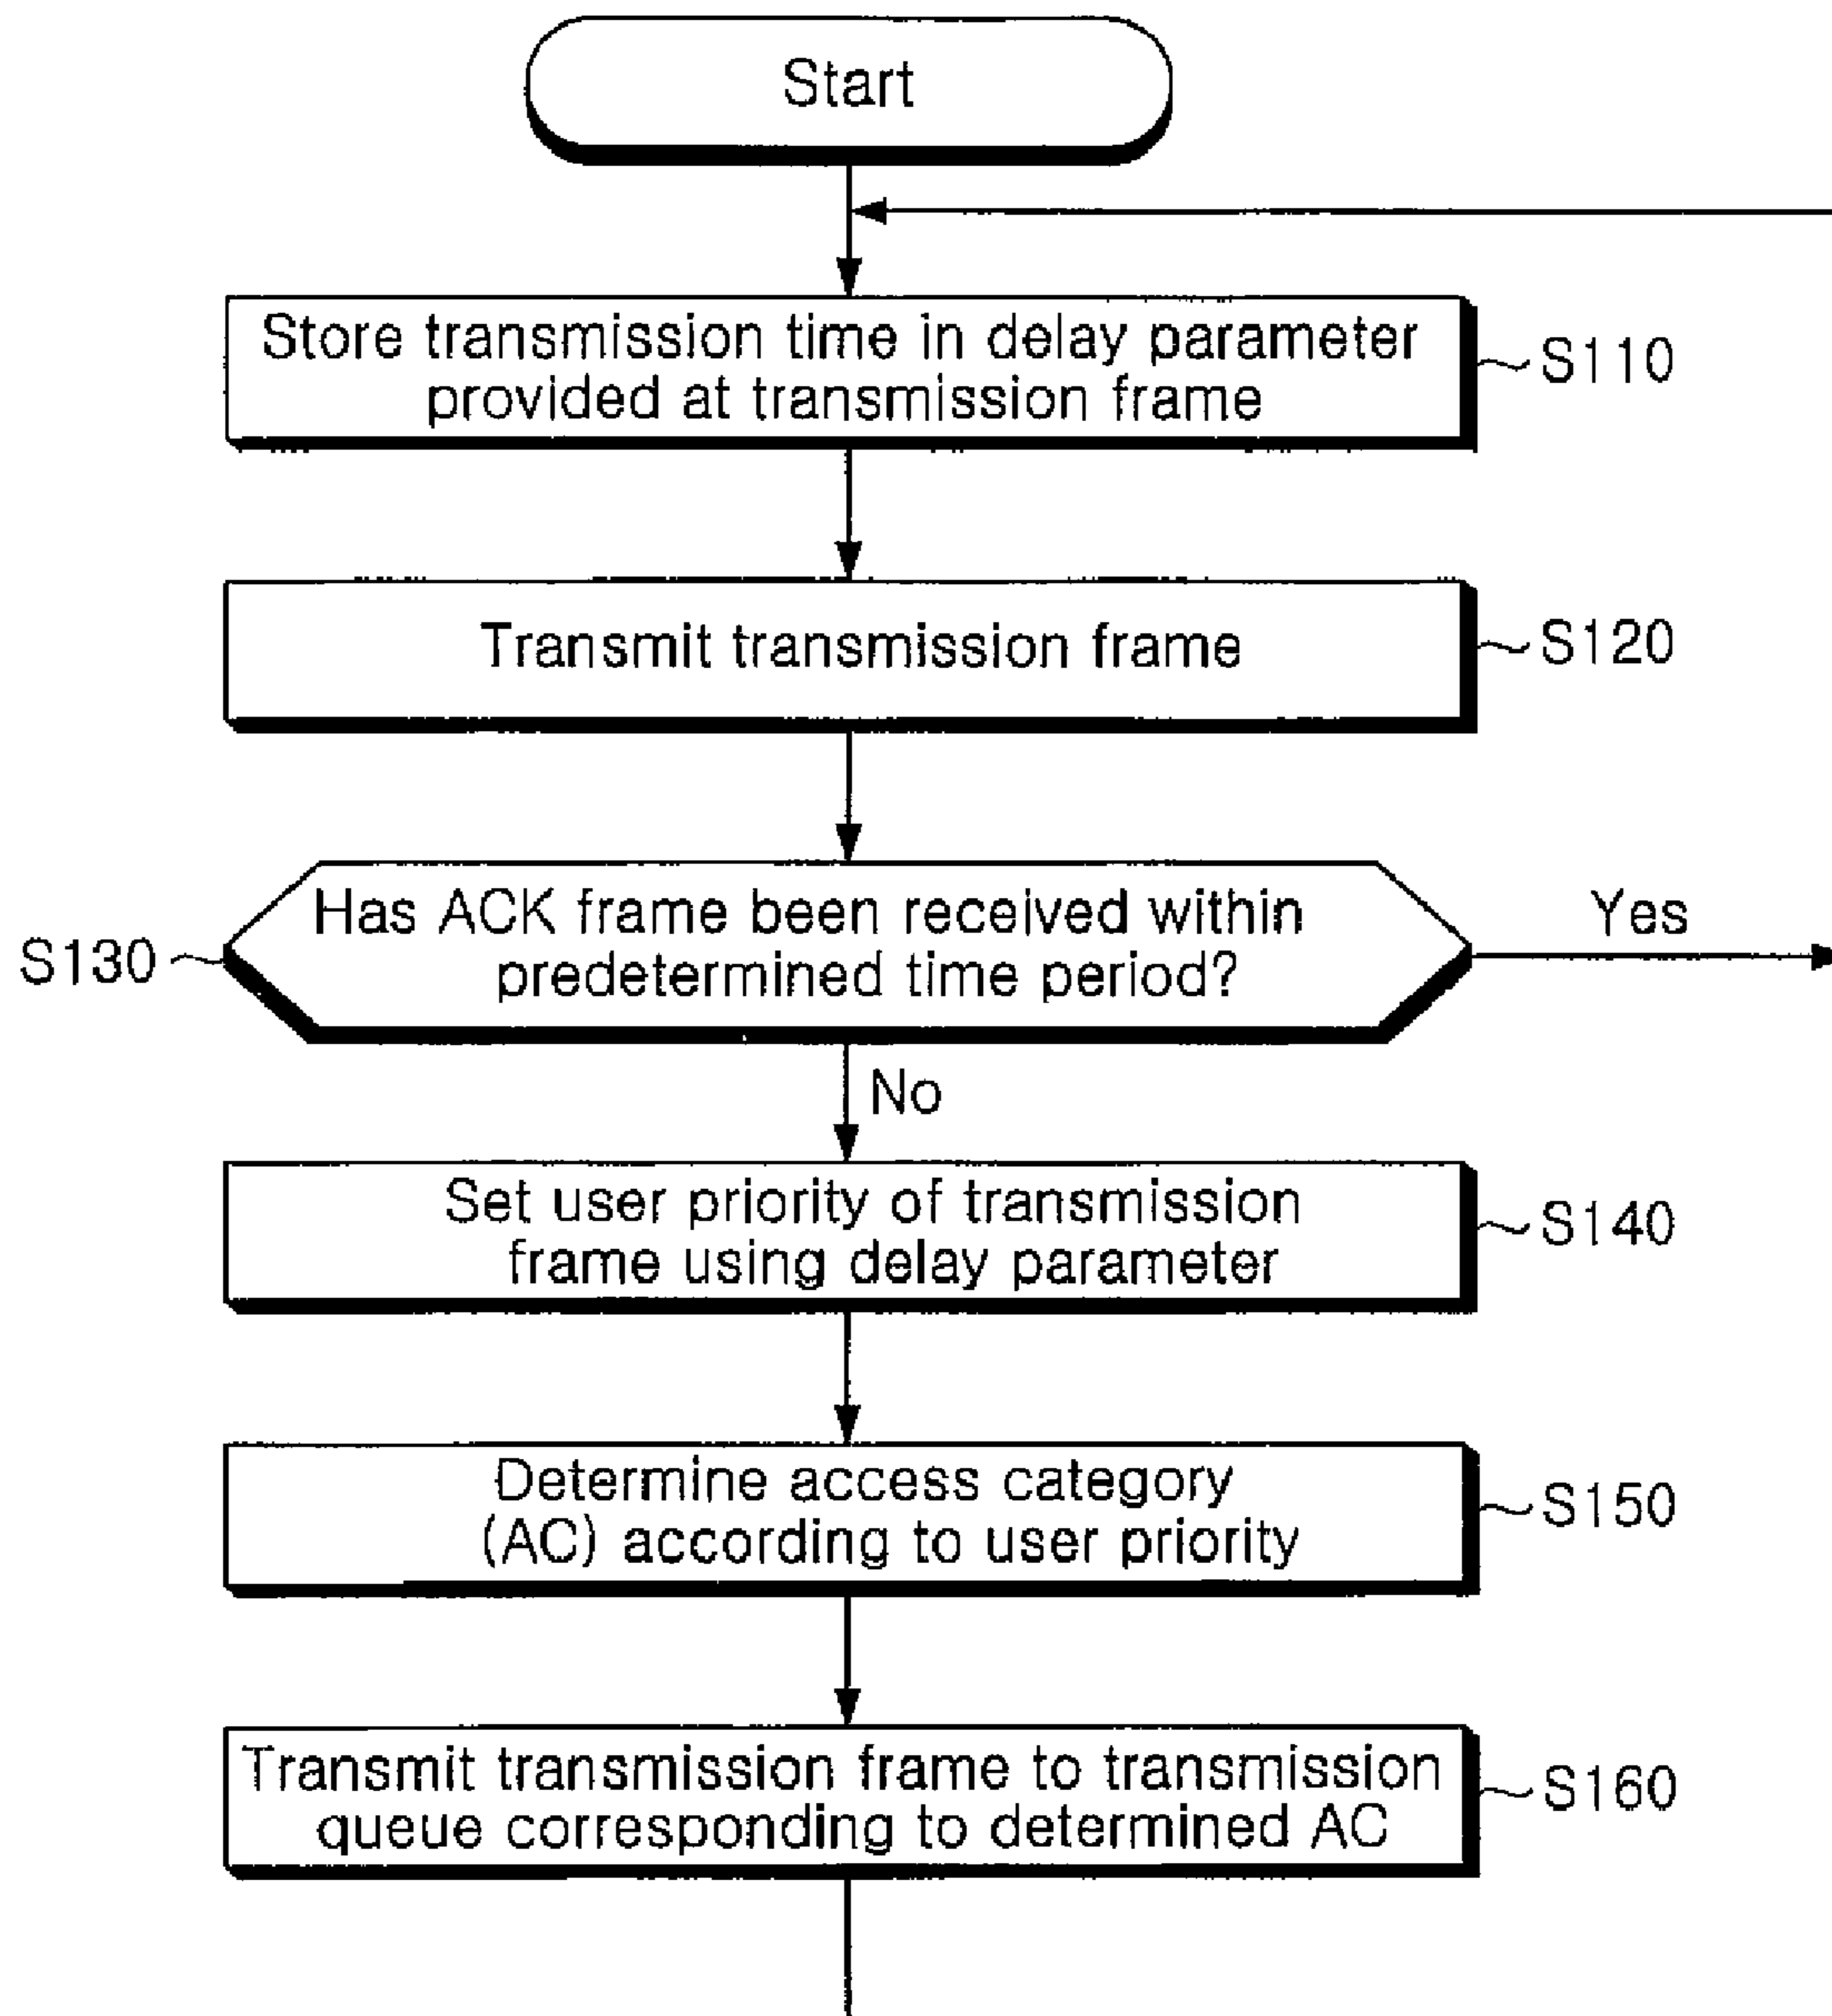 Start
Store transmission time in delay parameter
provided at transmission frame
S110
Transmit transmission frame
S120
Has ACK frame been received within
predetermined time period?
S130
Yes
No
Set user priority of transmission
frame using delay parameter
S140
Determine access category
(AC) according to user priority
S150
Transmit transmission frame to transmission
queue corresponding to determined AC
S160